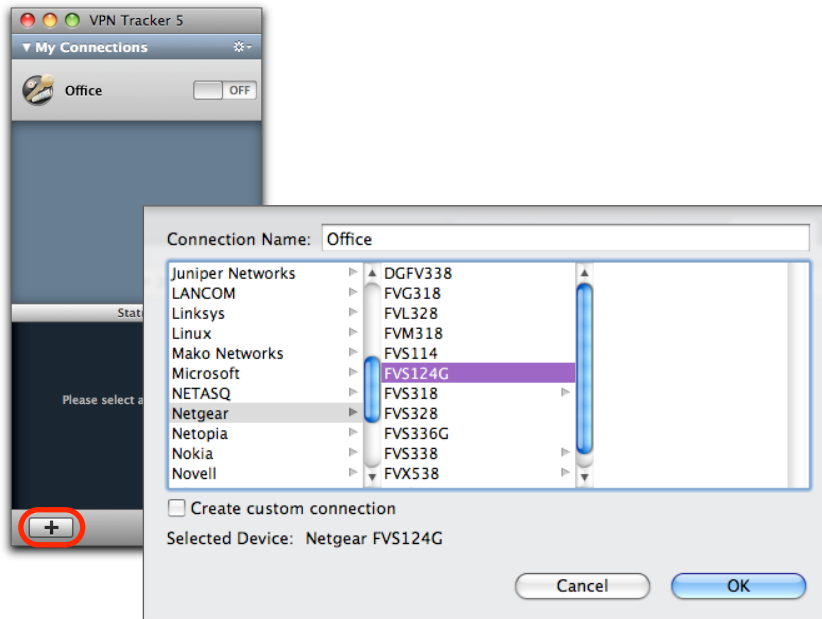 VPN Tracker 5
My Connections
Office
OFF
Please select a
+
Connection Name: Office
Juniper Networks
LANCOM
Linksys
Linux
Mako Networks
Microsoft
NETASQ
Netgear
Netopia
Nokia
Novell
DGFV338
FVG318
FVL328
FVM318
FVS114
FVS124G
FVS318
FVS328
FVS336G
FVS338
FVX538
Create custom connection
Selected Device: Netgear FVS124G
Cancel
OK